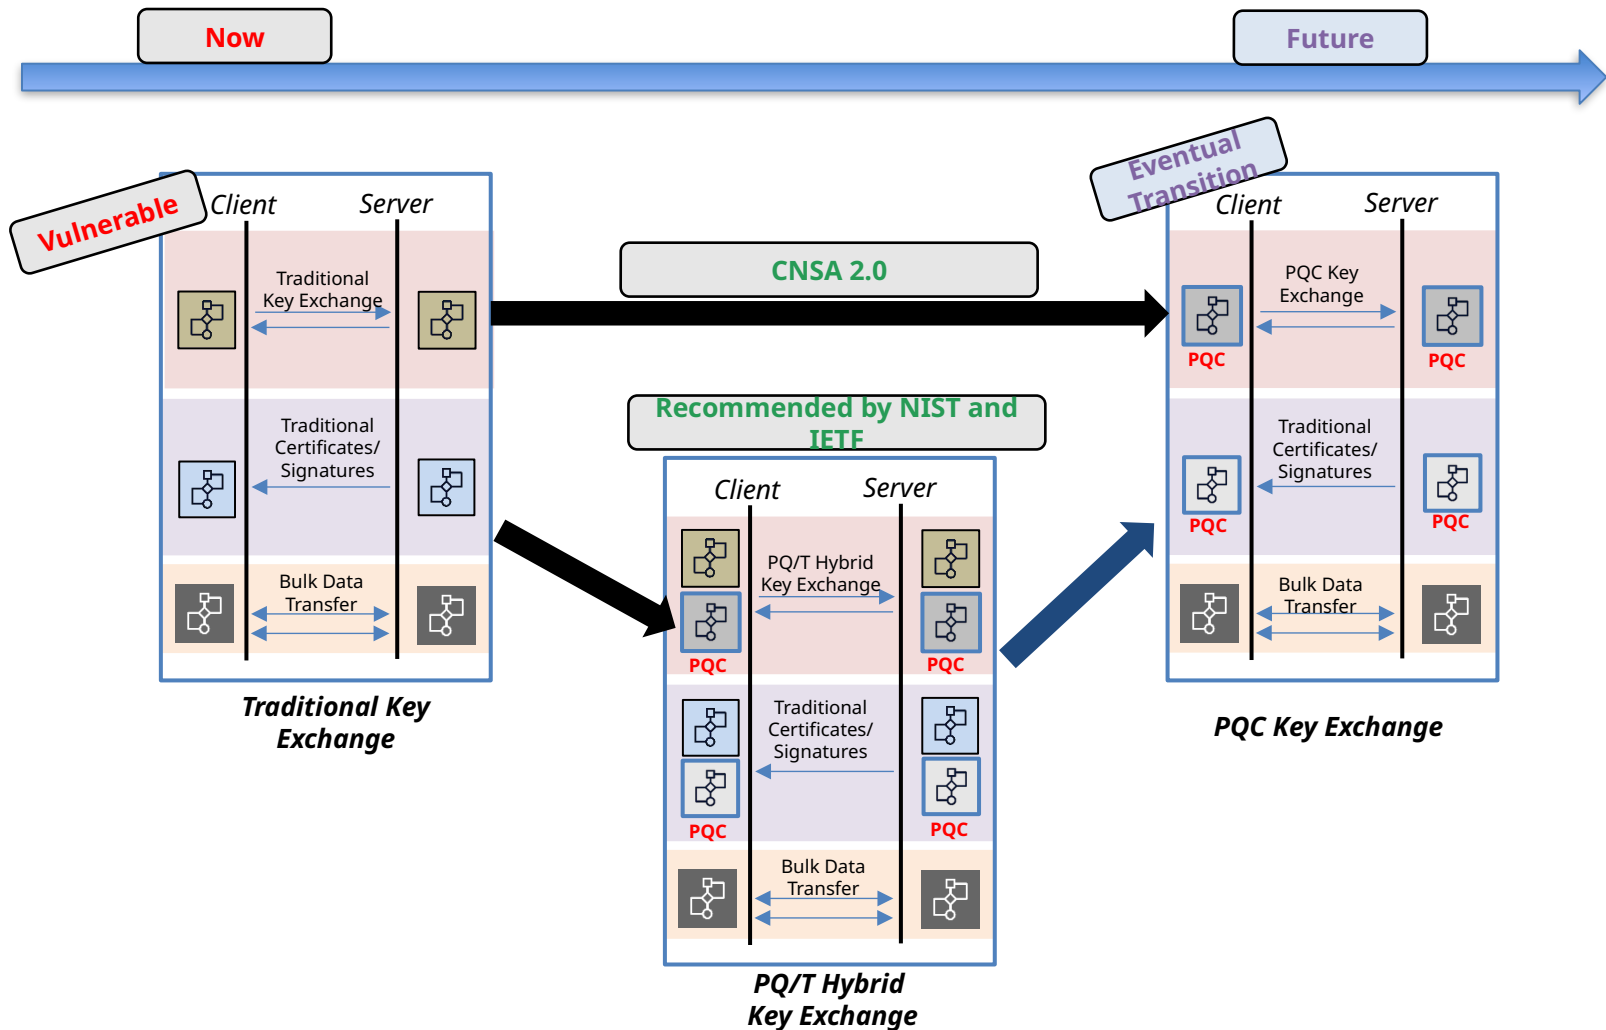 Now
Future
Vulnerable
Client
Server
Traditional
Key Exchange
Traditional
Certificates/
Signatures
Bulk Data
Transfer
Traditional Key
Exchange
CNSA 2.0
Recommended by NIST and
IETF
Client
Server
PQ/T Hybrid
Key Exchange
PQC
PQC
Traditional
Certificates/
Signatures
PQC
PQC
Bulk Data
Transfer
PQ/T Hybrid
Key Exchange
Eventual
Transition
Client
Server
PQC Key
Exchange
PQC
PQC
Traditional
Certificates/
Signatures
PQC
PQC
Bulk Data
Transfer
PQC Key Exchange